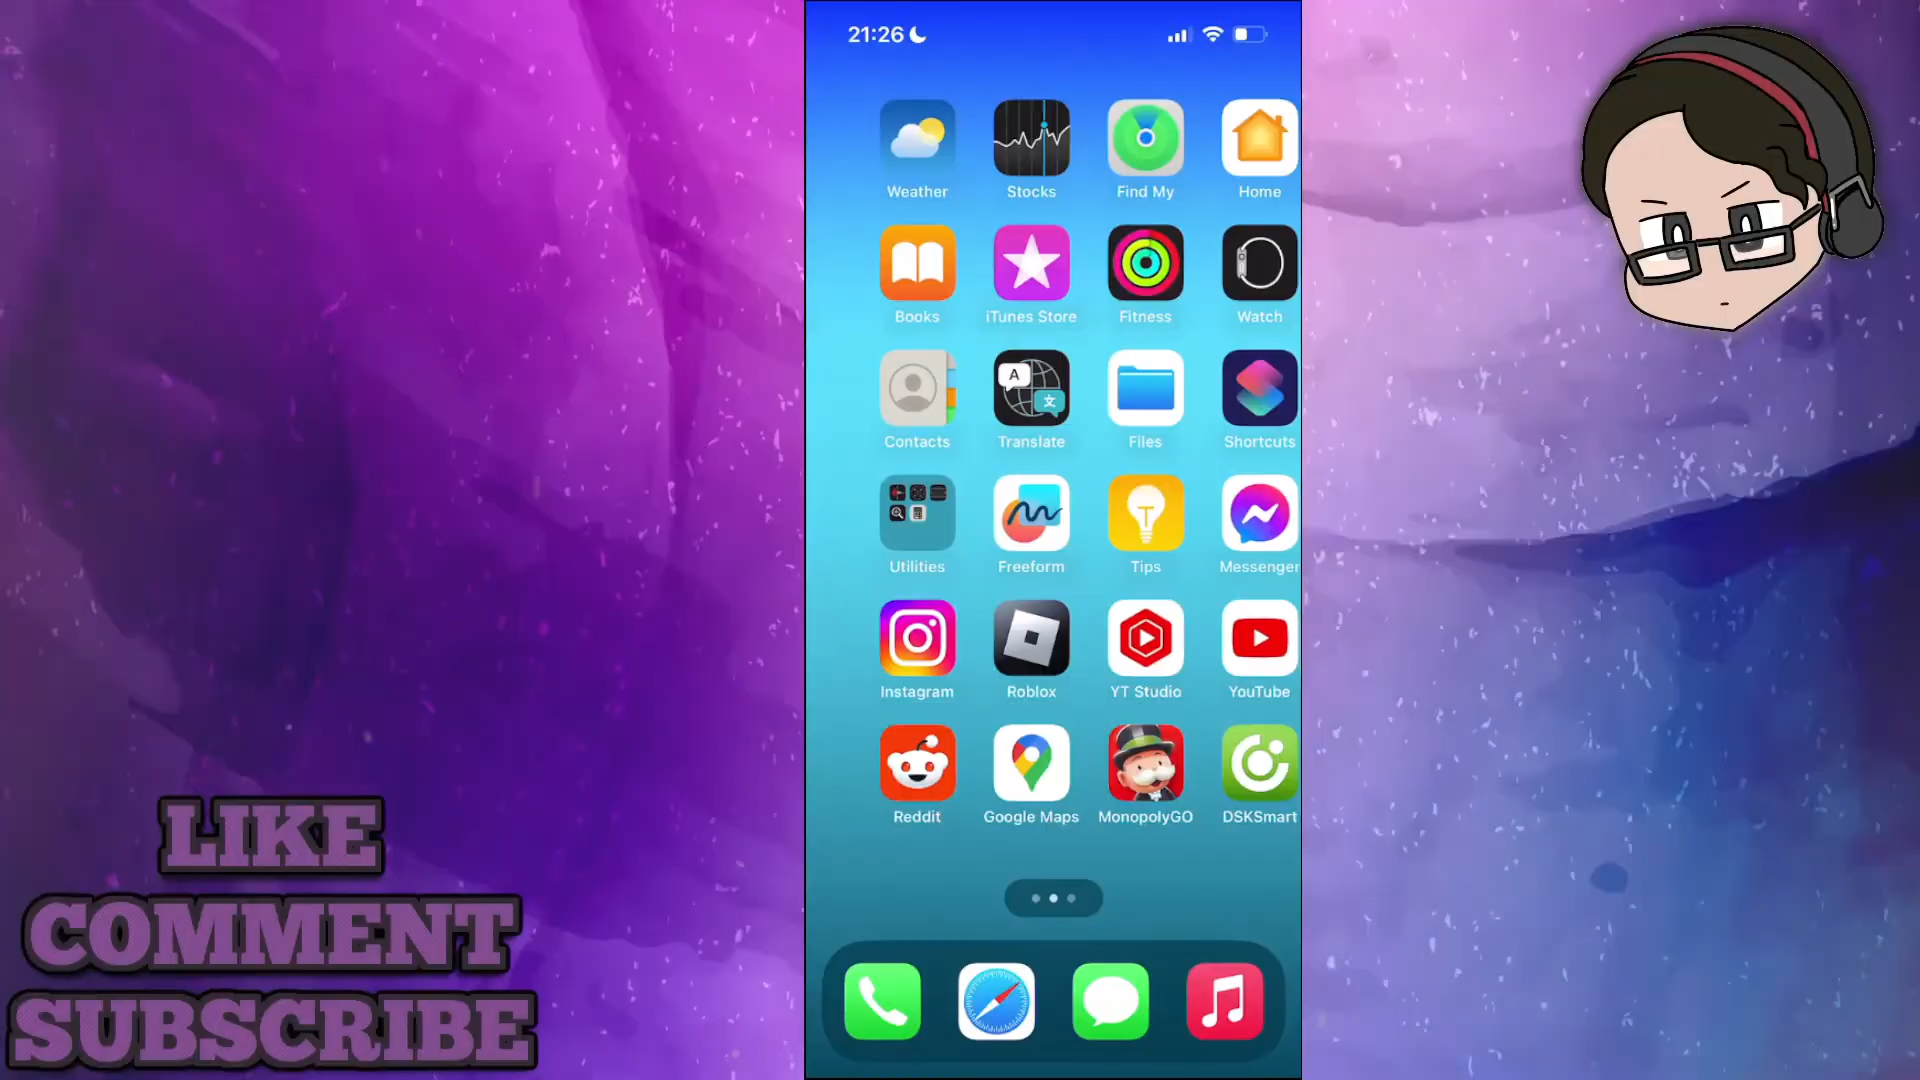 21:26
Weather Stocks Find My Home
Books iTunes Store Fitness Watch
A
文
Contacts Translate Files Shortcuts
T
Utilities Freeform Tips Messenger
Instagram Roblox YT Studio YouTube
Reddit Google Maps MonopolyGO DSKSmart
LIKE
COMMENT
SUBSCRIBE